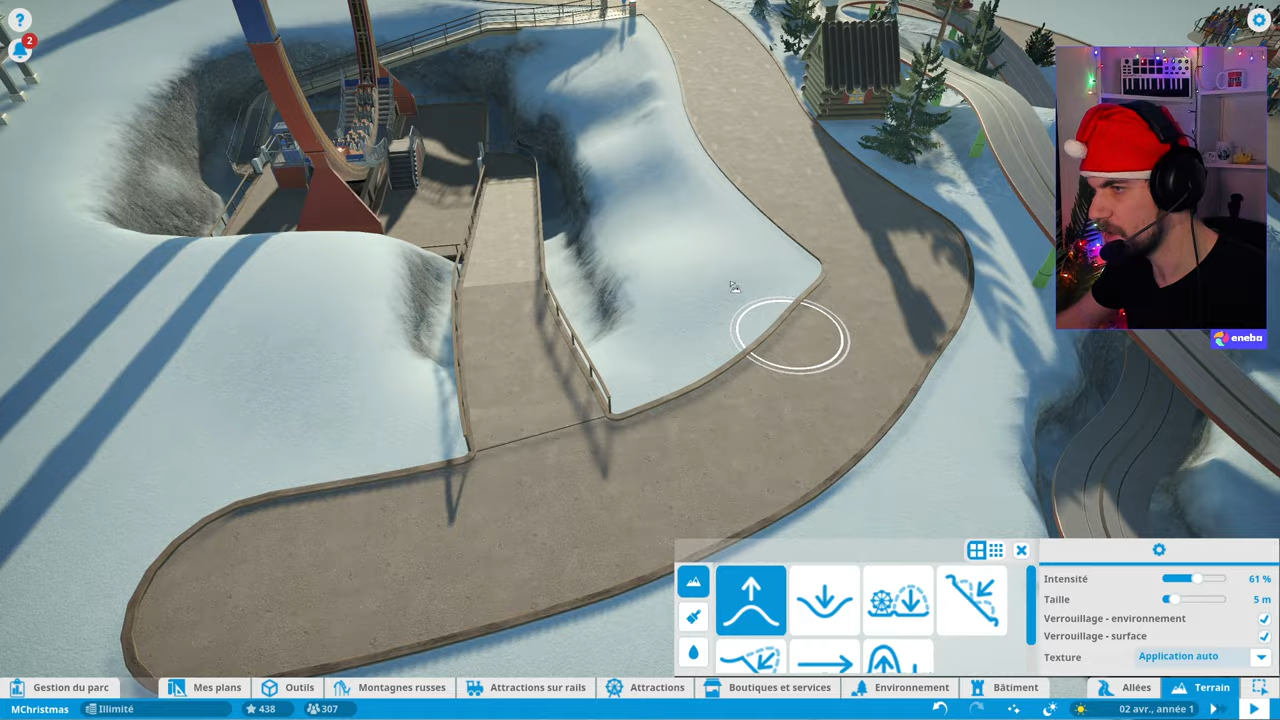 ?
2
eneba
Intensité 61 %
Taille 5 m
Verrouillage - environnement
Verrouillage - surface
Texture Application auto
Gestion du parc Mes plans Outils Montagnes russes Attractions sur rails Attractions Boutiques et services Environnement Bâtiment Allées Terrain
MChristmas Illimité 438 307 02 avr., année 1